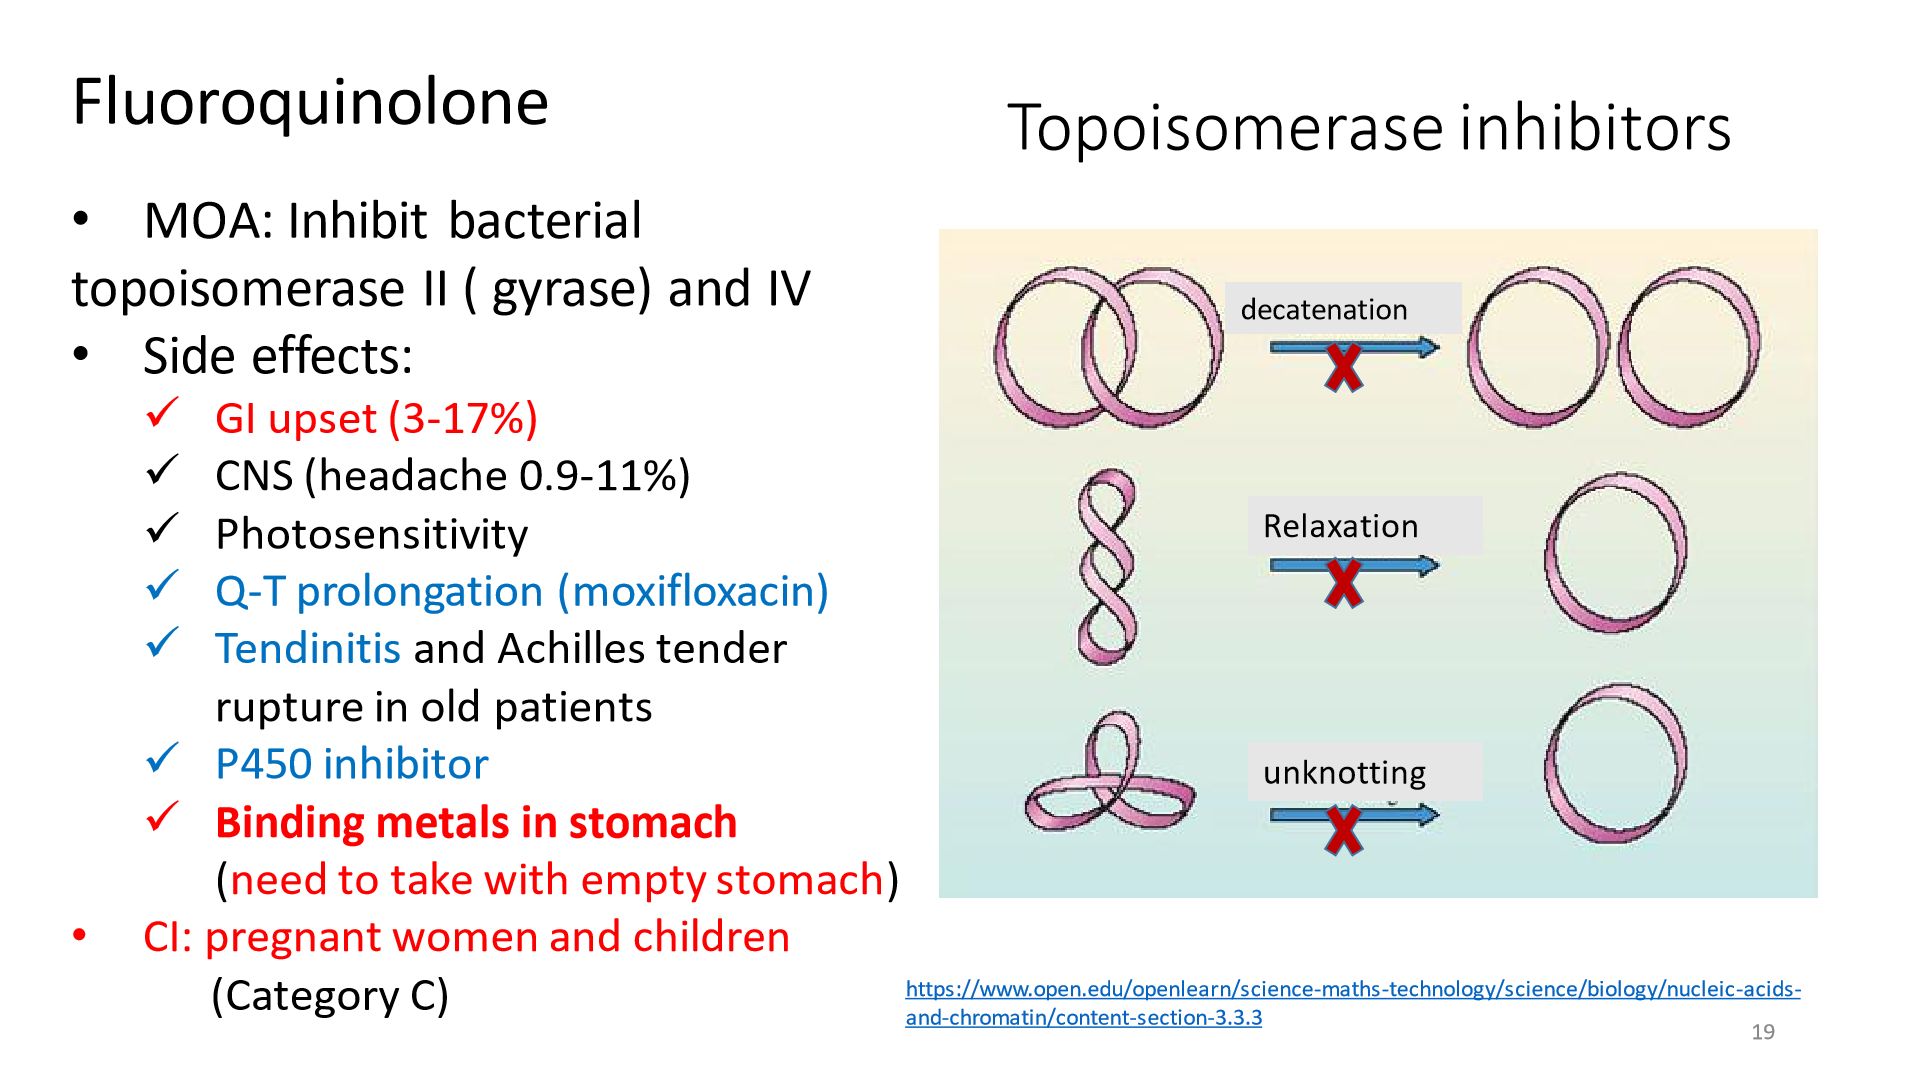 Fluoroquinolone
• MOA: Inhibit bacterial
topoisomerase II ( gyrase) and IV
• Side effects:
✓ GI upset (3-17%)
✓ CNS (headache 0.9-11%)
✓ Photosensitivity
✓ Q-T prolongation (moxifloxacin)
✓ Tendinitis and Achilles tender
rupture in old patients
✓ P450 inhibitor
✓ Binding metals in stomach
(need to take with empty stomach)
• CI: pregnant women and children
(Category C)
Topoisomerase inhibitors
decatenation
Relaxation
unknotting
https://www.open.edu/openlearn/science-maths-technology/science/biology/nucleic-acids-
and-chromatin/content-section-3.3.3
19